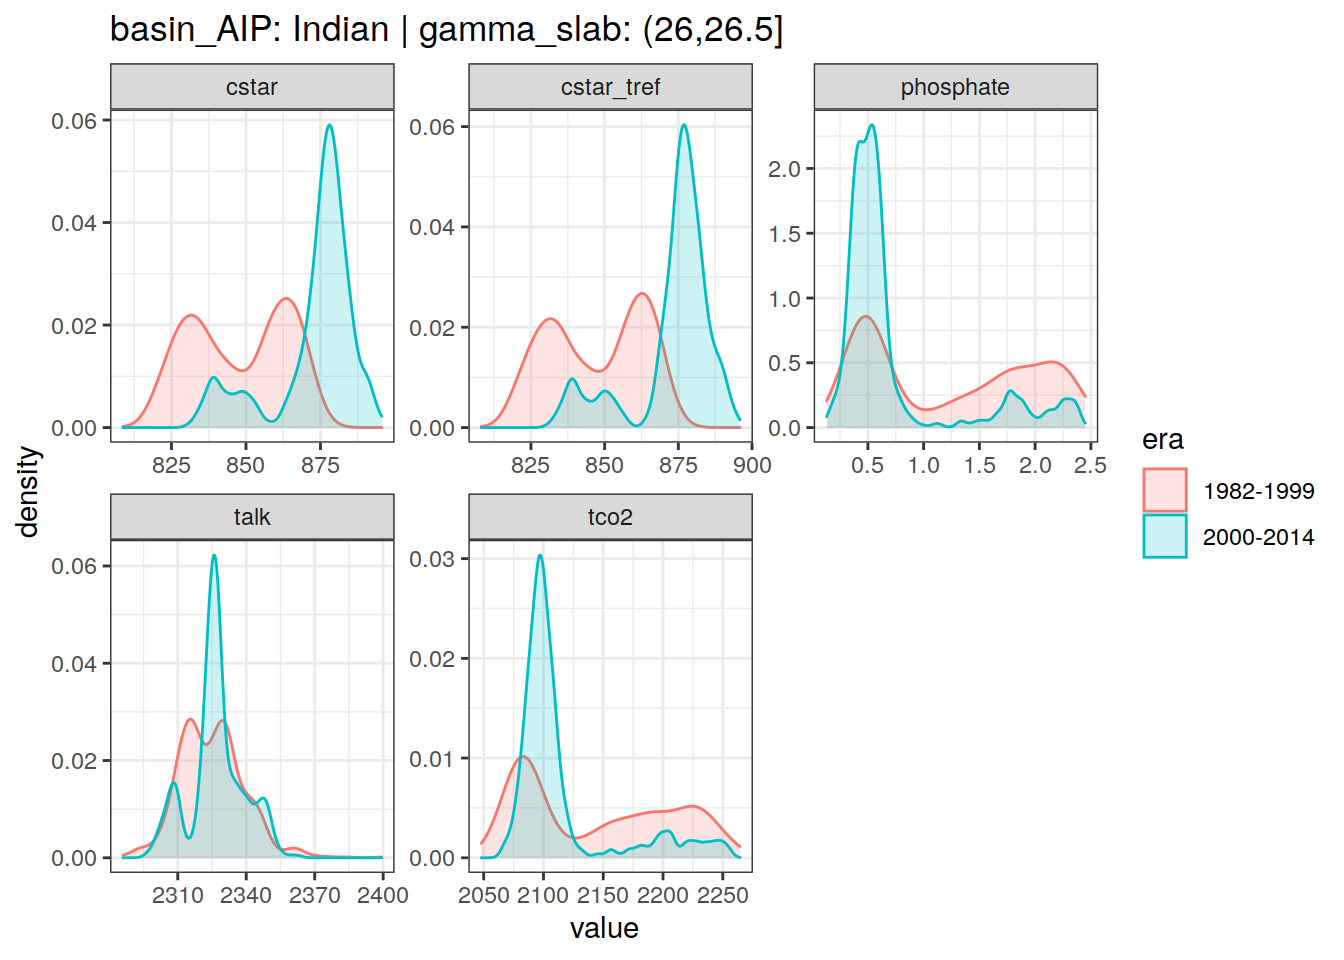 basin_AIP: Indian | gamma_slab: (26,26.5]
cstar
cstar_tref
phosphate
0.06
0.04
0.02
0.00
825 850 875
0.06
0.04
0.02
0.00
825 850 875 900
2.0
1.5
1.0
0.5
0.0
0.5 1.0 1.5 2.0 2.5
talk
tco2
0.06
0.04
0.02
0.00
2310 2340 2370 2400
0.03
0.02
0.01
0.00
2050 2100 2150 2200 2250
density
value
era
1982-1999
2000-2014